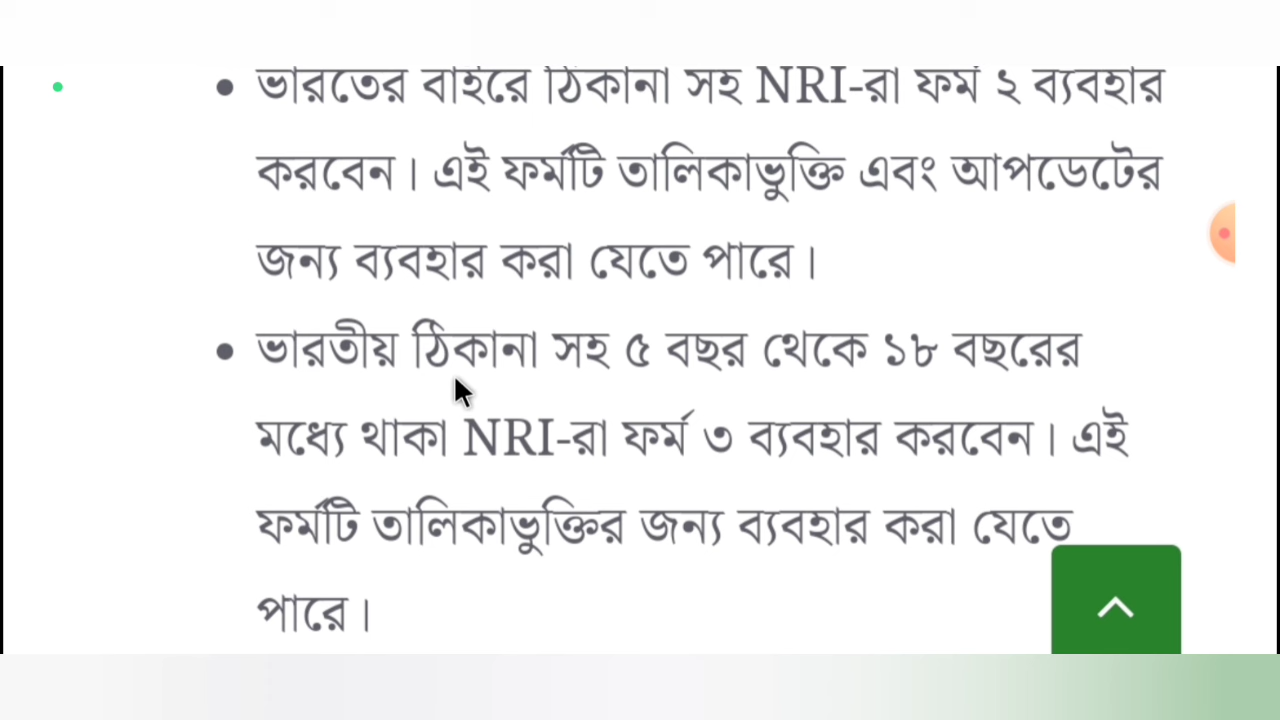 ভারতের বাইরে ঠিকানা সহ NRI-রা ফর্ম ২ ব্যবহার
করবেন। এই ফর্মটি তালিকাভুক্তি এবং আপডেটের
জন্য ব্যবহার করা যেতে পারে।
ভারতীয় ঠিকানা সহ ৫ বছর থেকে ১৮ বছরের
মধ্যে থাকা NRI-রা ফর্ম ৩ ব্যবহার করবেন। এই
ফর্মটি তালিকাভুক্তির জন্য ব্যবহার করা যেতে
পারে।